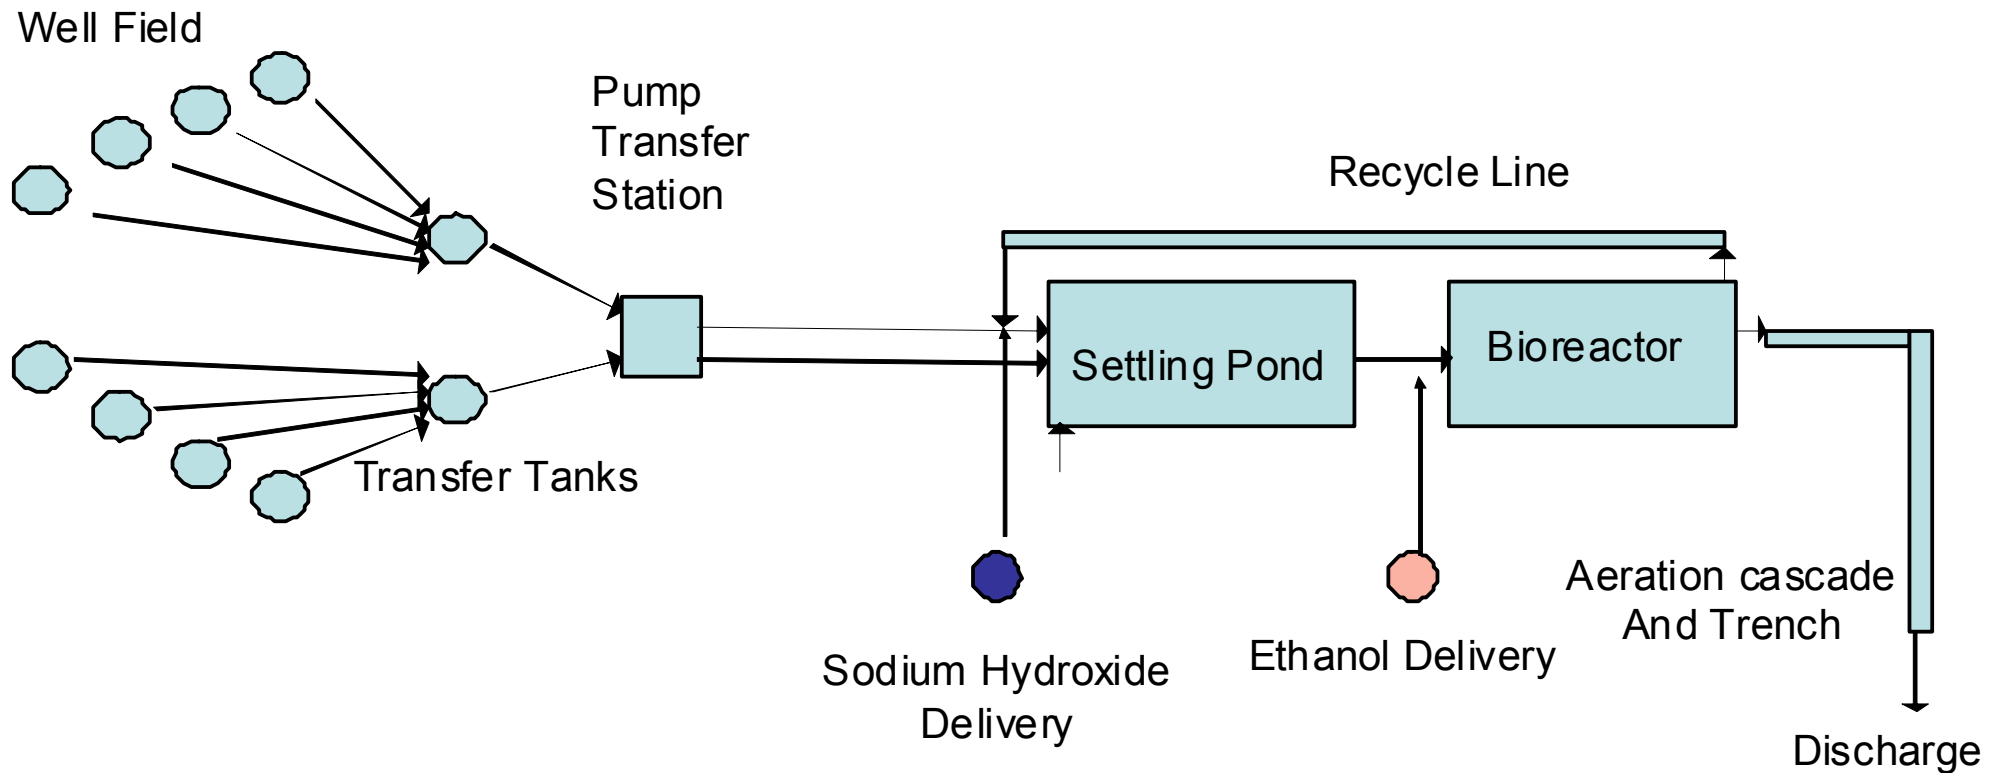 Well Field
Pump
Transfer
Station
Recycle Line
Settling Pond
Bioreactor
Transfer Tanks
Sodium Hydroxide
Delivery
Ethanol Delivery
Aeration cascade
And Trench
Discharge